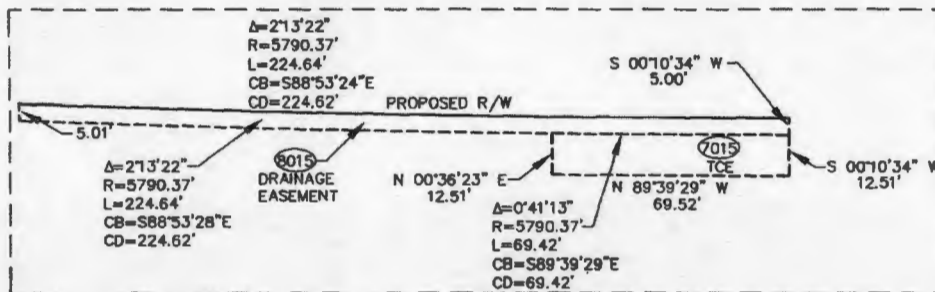 Δ=2°13'22"
R=5790.37'
L=224.64'
CB=S88°53'24"E
CD=224.62'
PROPOSED R/W
S 00°10'34" W
5.00'
5.01'
Δ=2°13'22"
R=5790.37'
L=224.64'
CB=S88°53'28"E
CD=224.62'
8015
DRAINAGE
EASEMENT
N 00°36'23" E
12.51'
7015
TCE
N 89°39'29" W
69.52'
S 00°10'34" W
12.51'
Δ=0°41'13"
R=5790.37'
L=69.42'
CB=S89°39'29"E
CD=69.42'